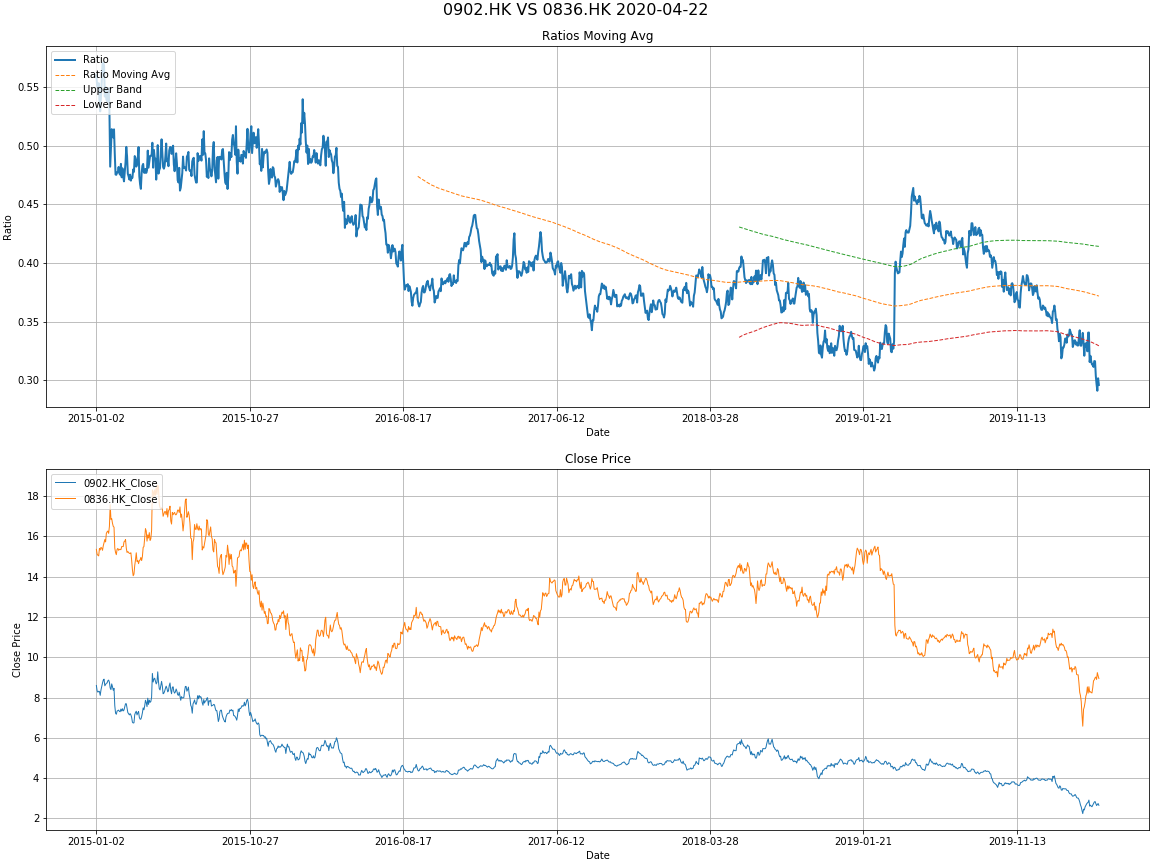 0902.HK VS 0836.HK 2020-04-22
Ratios Moving Avg
Ratio
Ratio Moving Avg
Upper Band
Lower Band
0.55
0.50
0.45
0.40
0.35
0.30
Ratio
2015-01-02 2015-10-27 2016-08-17 2017-06-12 2018-03-28 2019-01-21 2019-11-13
Date
Close Price
0902.HK_Close
0836.HK_Close
18
16
14
12
10
8
6
4
2
Close Price
2015-01-02 2015-10-27 2016-08-17 2017-06-12 2018-03-28 2019-01-21 2019-11-13
Date